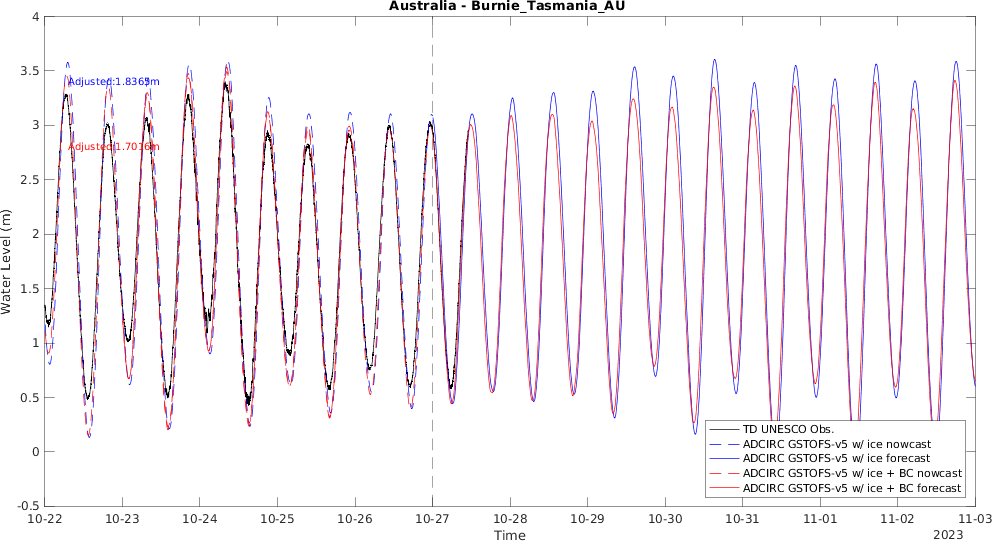 Australia - Burnie_Tasmania_AU
4
3.5
3
2.5
2
1.5
1
0.5
0
-0.5
Water Level (m)
Adjusted:1.8365m
Adjusted:1.7016m
TD UNESCO Obs.
ADCIRC GSTOFS-v5 w/ ice nowcast
ADCIRC GSTOFS-v5 w/ ice forecast
ADCIRC GSTOFS-v5 w/ ice + BC nowcast
ADCIRC GSTOFS-v5 w/ ice + BC forecast
10-22 10-23 10-24 10-25 10-26 10-27 10-28 10-29 10-30 10-31 11-01 11-02 11-03
Time
2023